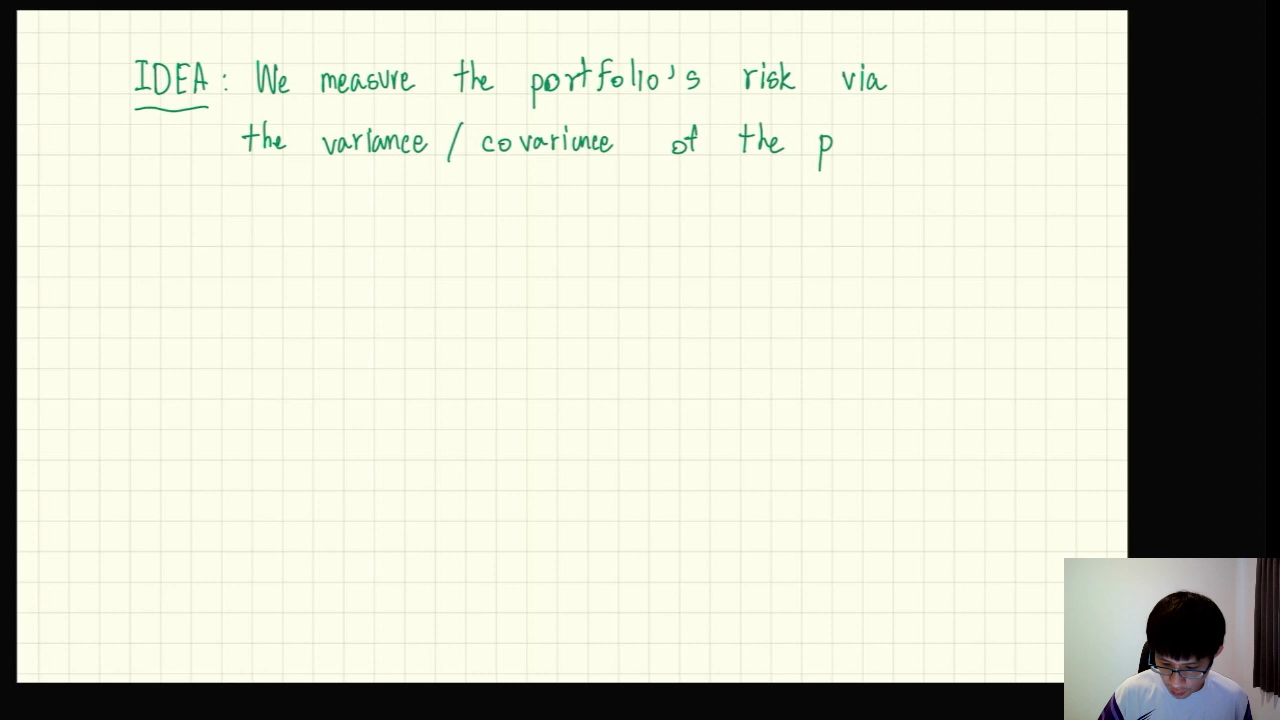 IDEA: We measure the portfolio's risk via
the variance / covariance of the p